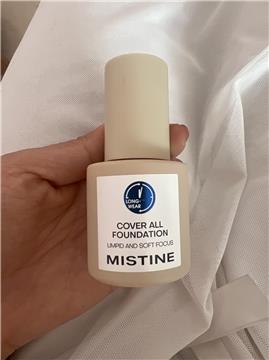 LONG-
WEAR
COVER ALL
FOUNDATION
LIMPID AND SOFT FOCUS
MISTINE